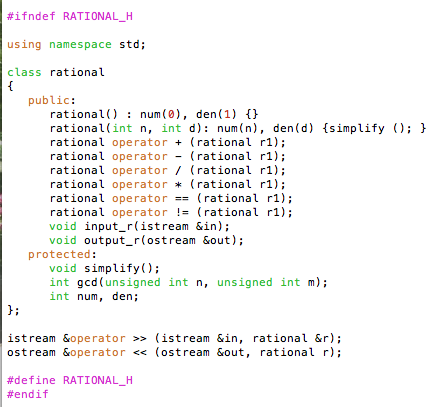 #ifndef RATIONAL_H
using namespace std;
class rational
{
public:
rational() : num(0), den(1) {}
rational(int n, int d): num(n), den(d) {simplify (); }
rational operator + (rational r1);
rational operator - (rational r1);
rational operator / (rational r1);
rational operator * (rational r1);
rational operator == (rational r1);
rational operator != (rational r1);
void input_r(istream &in);
void output_r(ostream &out);
protected:
void simplify();
int gcd(unsigned int n, unsigned int m);
int num, den;
};
istream &operator >> (istream &in, rational &r);
ostream &operator << (ostream &out, rational r);
#define RATIONAL_H
#endif